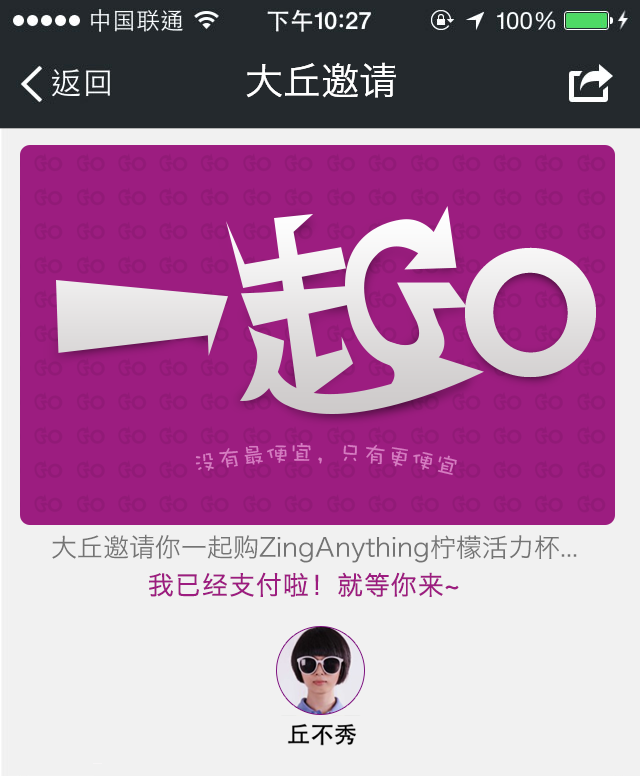 中国联通 下午10:27 100%
返回 大丘邀请
一起GO
没有最便宜，只有更便宜
大丘邀请你一起购ZingAnything柠檬活力杯...
我已经支付啦！就等你来~
丘不秀